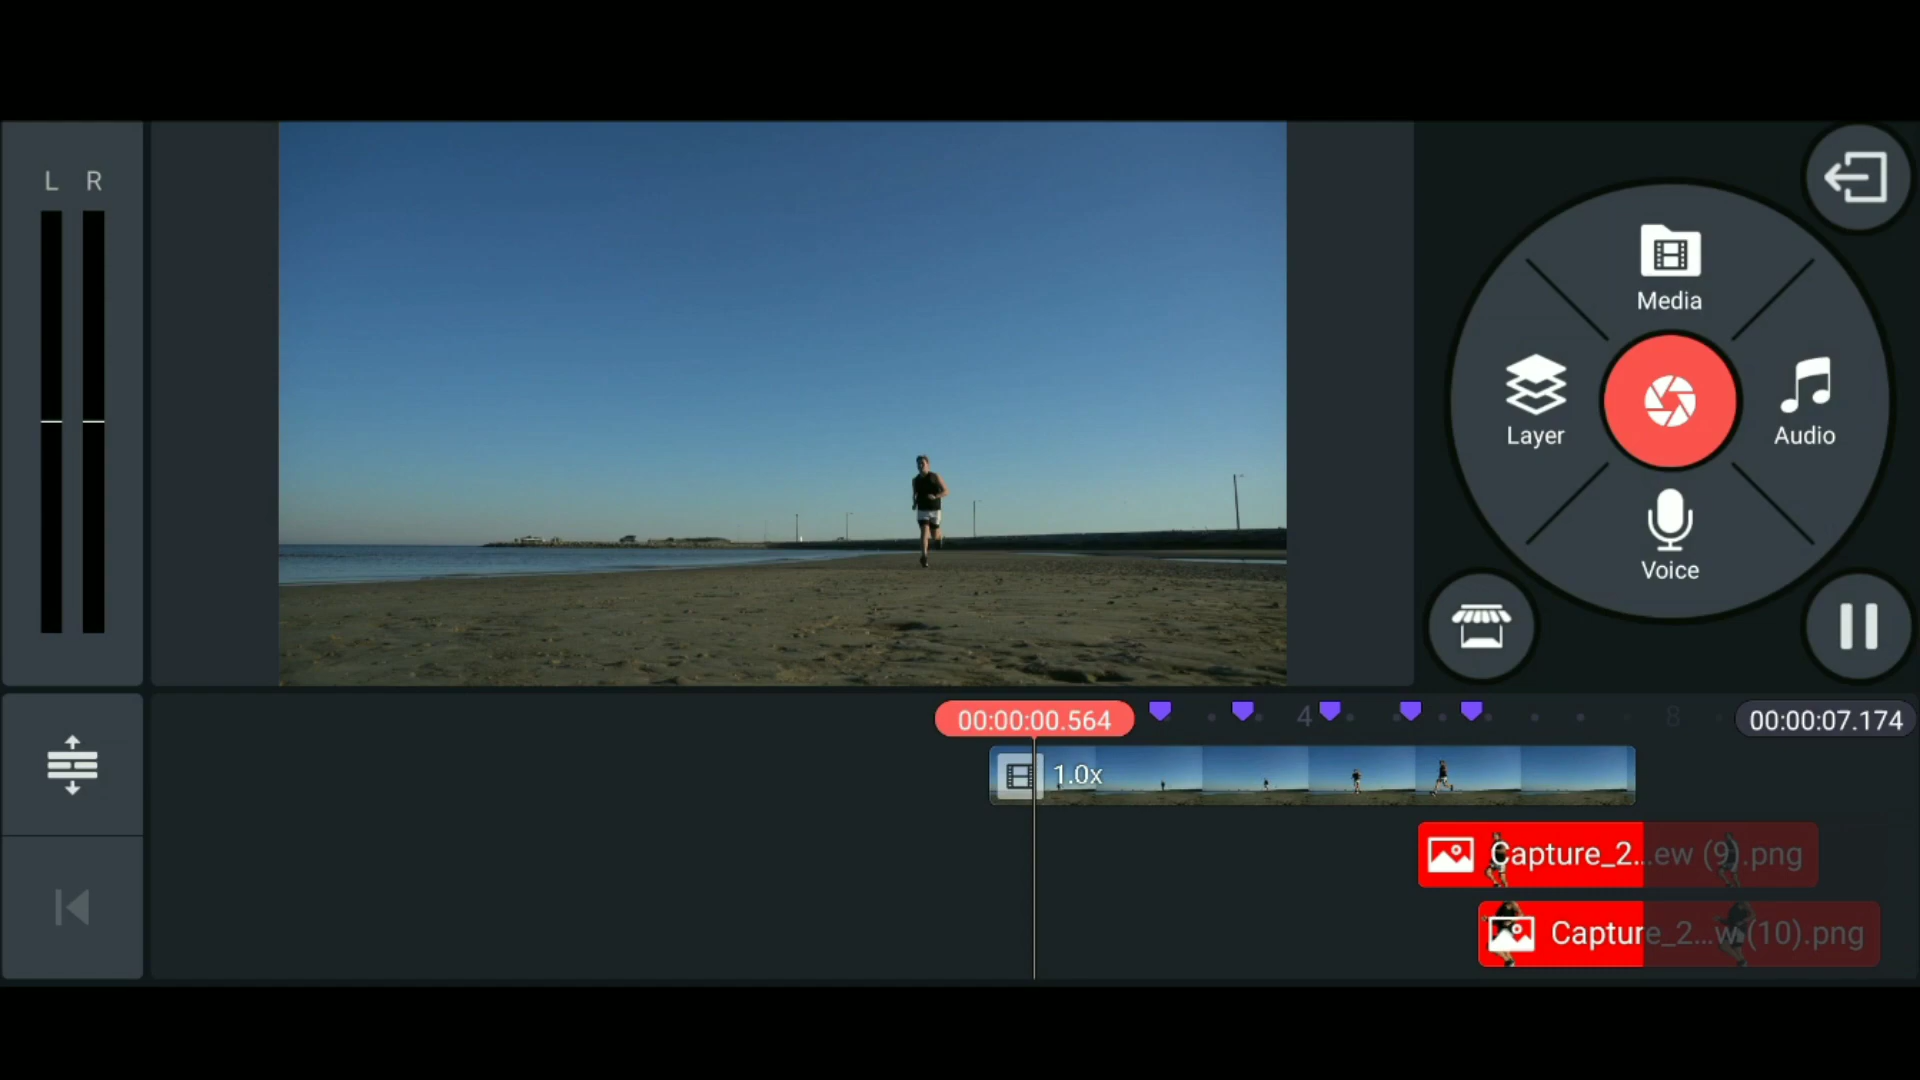 L R
Media
Layer
Audio
Voice
00:00:00.564
4
8
00:00:07.174
1.0x
Capture_2...ew (9).png
Capture_2...w (10).png